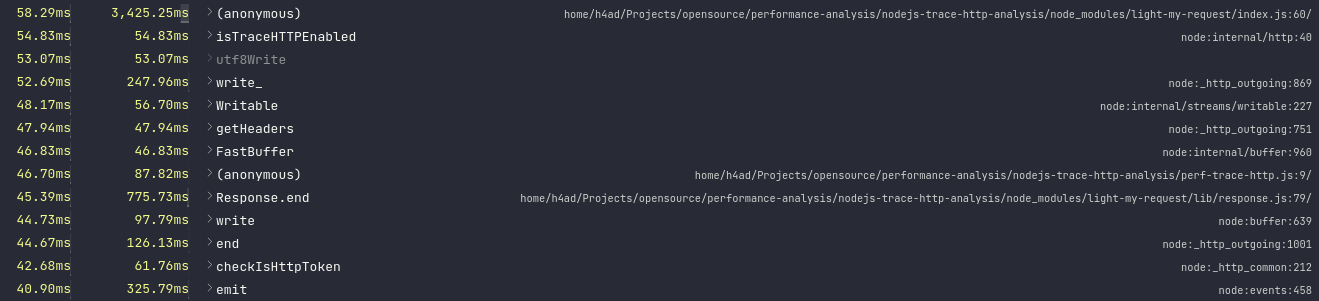 58.29ms 3,425.25ms (anonymous) home/h4ad/Projects/opensource/performance-analysis/nodejs-trace-http-analysis/node_modules/light-my-request/index.js:60/
54.83ms 54.83ms isTraceHTTPEnabled node:internal/http:40
53.07ms 53.07ms utf8Write
52.69ms 247.96ms write_ node:_http_outgoing:869
48.17ms 56.70ms Writable node:internal/streams/writable:227
47.94ms 47.94ms getHeaders node:_http_outgoing:751
46.83ms 46.83ms FastBuffer node:internal/buffer:960
46.70ms 87.82ms (anonymous) home/h4ad/Projects/opensource/performance-analysis/nodejs-trace-http-analysis/perf-trace-http.js:9/
45.39ms 775.73ms Response.end home/h4ad/Projects/opensource/performance-analysis/nodejs-trace-http-analysis/node_modules/light-my-request/lib/response.js:79/
44.73ms 97.79ms write node:buffer:639
44.67ms 126.13ms end node:_http_outgoing:1001
42.68ms 61.76ms checkIsHttpToken node:_http_common:212
40.90ms 325.79ms emit node:events:458